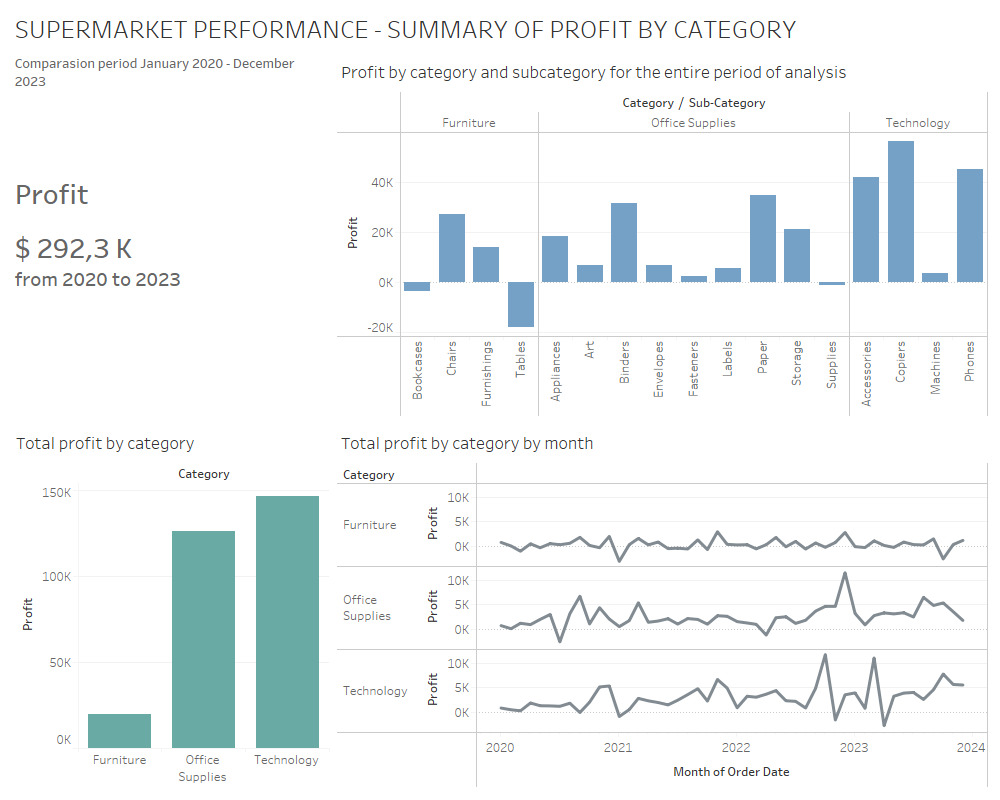 SUPERMARKET PERFORMANCE - SUMMARY OF PROFIT BY CATEGORY
Comparasion period January 2020 - December
2023
Profit
$ 292,3 K
from 2020 to 2023
Profit by category and subcategory for the entire period of analysis
Category / Sub-Category
Furniture
Office Supplies
Technology
Profit
40K
20K
0K
-20K
Bookcases
Chairs
Furnishings
Tables
Appliances
Art
Binders
Envelopes
Fasteners
Labels
Paper
Storage
Supplies
Accessories
Copiers
Machines
Phones
Total profit by category
Category
Profit
150K
100K
50K
0K
Furniture
Office
Supplies
Technology
Total profit by category by month
Category
Furniture
Profit
10K
5K
0K
Office
Supplies
Profit
10K
5K
0K
Technology
Profit
10K
5K
0K
2020
2021
2022
2023
2024
Month of Order Date